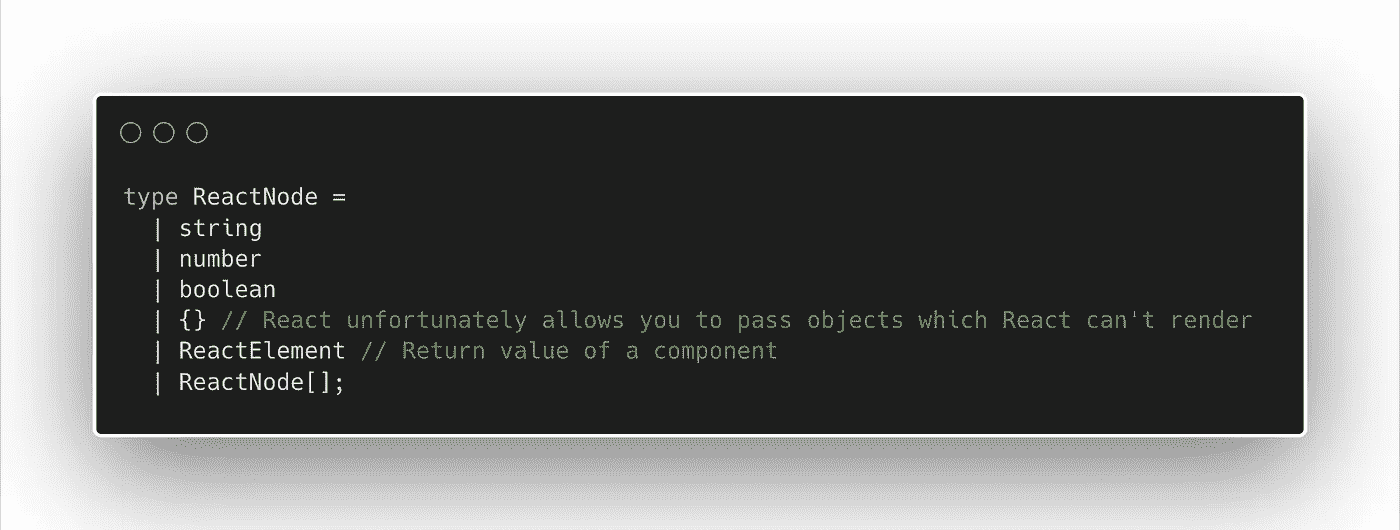 type ReactNode =
  | string
  | number
  | boolean
  | {} // React unfortunately allows you to pass objects which React can't render
  | ReactElement // Return value of a component
  | ReactNode[];